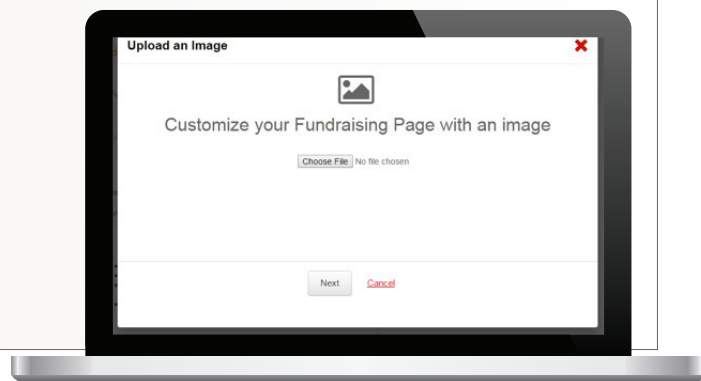 Upload an Image
Customize your Fundraising Page with an image
Choose File No file chosen
Next Cancel